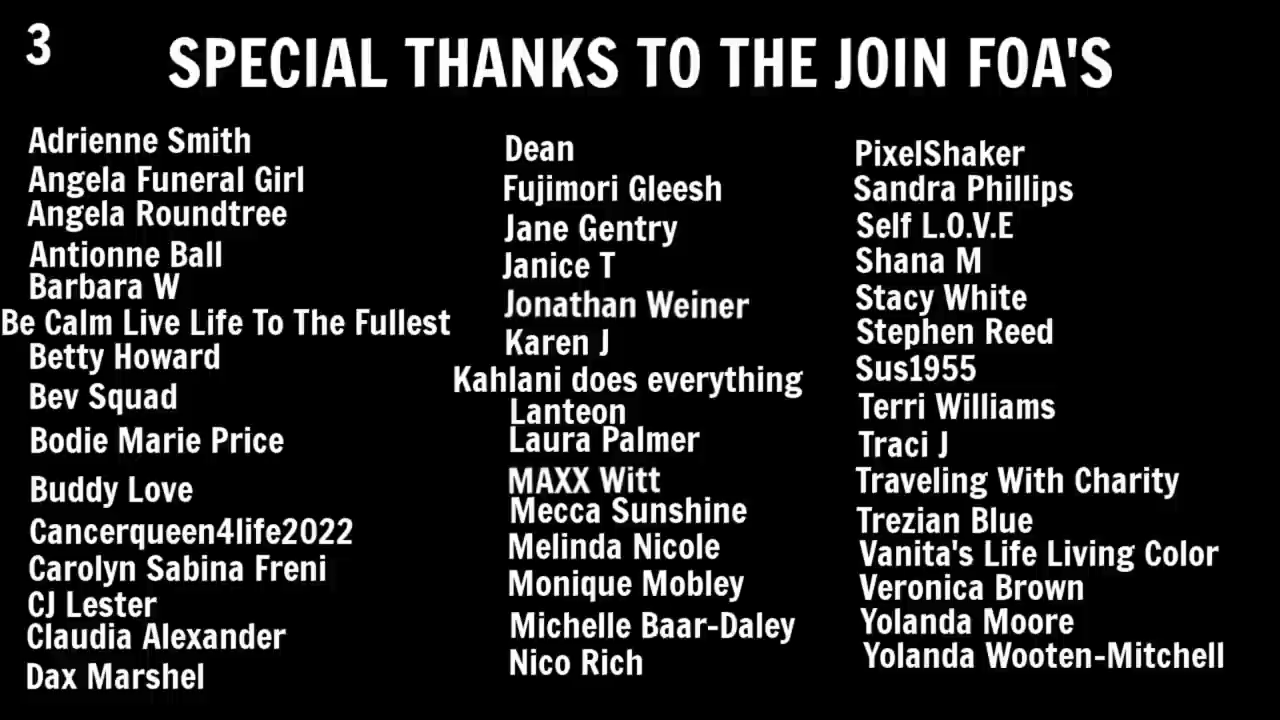 3
SPECIAL THANKS TO THE JOIN FOA'S
Adrienne Smith
Angela Funeral Girl
Angela Roundtree
Antionne Ball
Barbara W
Be Calm Live Life To The Fullest
Betty Howard
Bev Squad
Bodie Marie Price
Buddy Love
Cancerqueen4life2022
Carolyn Sabina Freni
CJ Lester
Claudia Alexander
Dax Marshel
Dean
Fujimori Gleesh
Jane Gentry
Janice T
Jonathan Weiner
Karen J
Kahlani does everything
Lanteon
Laura Palmer
MAXX Witt
Mecca Sunshine
Melinda Nicole
Monique Mobley
Michelle Baar-Daley
Nico Rich
PixelShaker
Sandra Phillips
Self L.O.V.E
Shana M
Stacy White
Stephen Reed
Sus1955
Terri Williams
Traci J
Traveling With Charity
Trezian Blue
Vanita's Life Living Color
Veronica Brown
Yolanda Moore
Yolanda Wooten-Mitchell